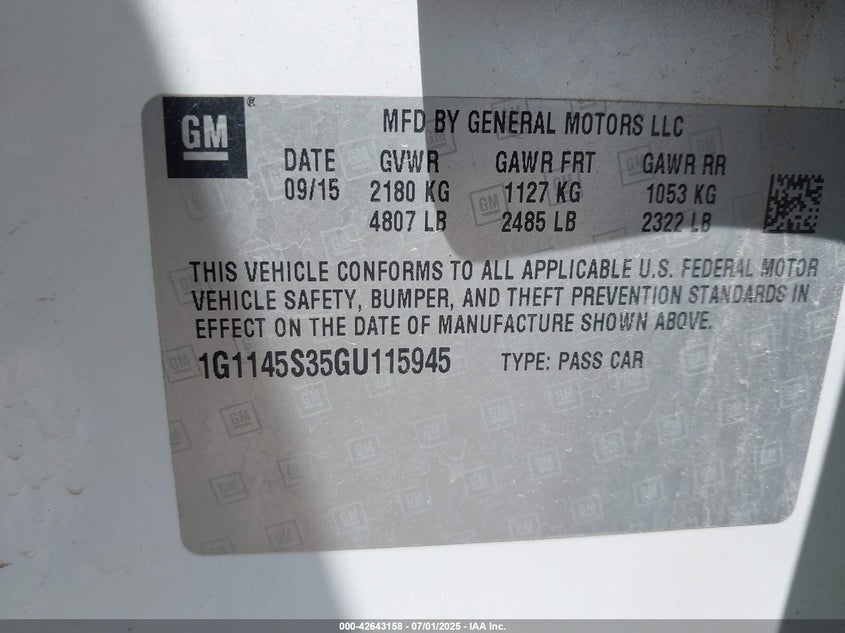 GM ®
MFD BY GENERAL MOTORS LLC
DATE GVWR GAWR FRT GAWR RR
09/15 2180 KG 1127 KG 1053 KG
4807 LB 2485 LB 2322 LB
THIS VEHICLE CONFORMS TO ALL APPLICABLE U.S. FEDERAL MOTOR
VEHICLE SAFETY, BUMPER, AND THEFT PREVENTION STANDARDS IN
EFFECT ON THE DATE OF MANUFACTURE SHOWN ABOVE.
1G1145S35GU115945 TYPE: PASS CAR
000-42643158 - 07/01/2025 - IAA Inc.